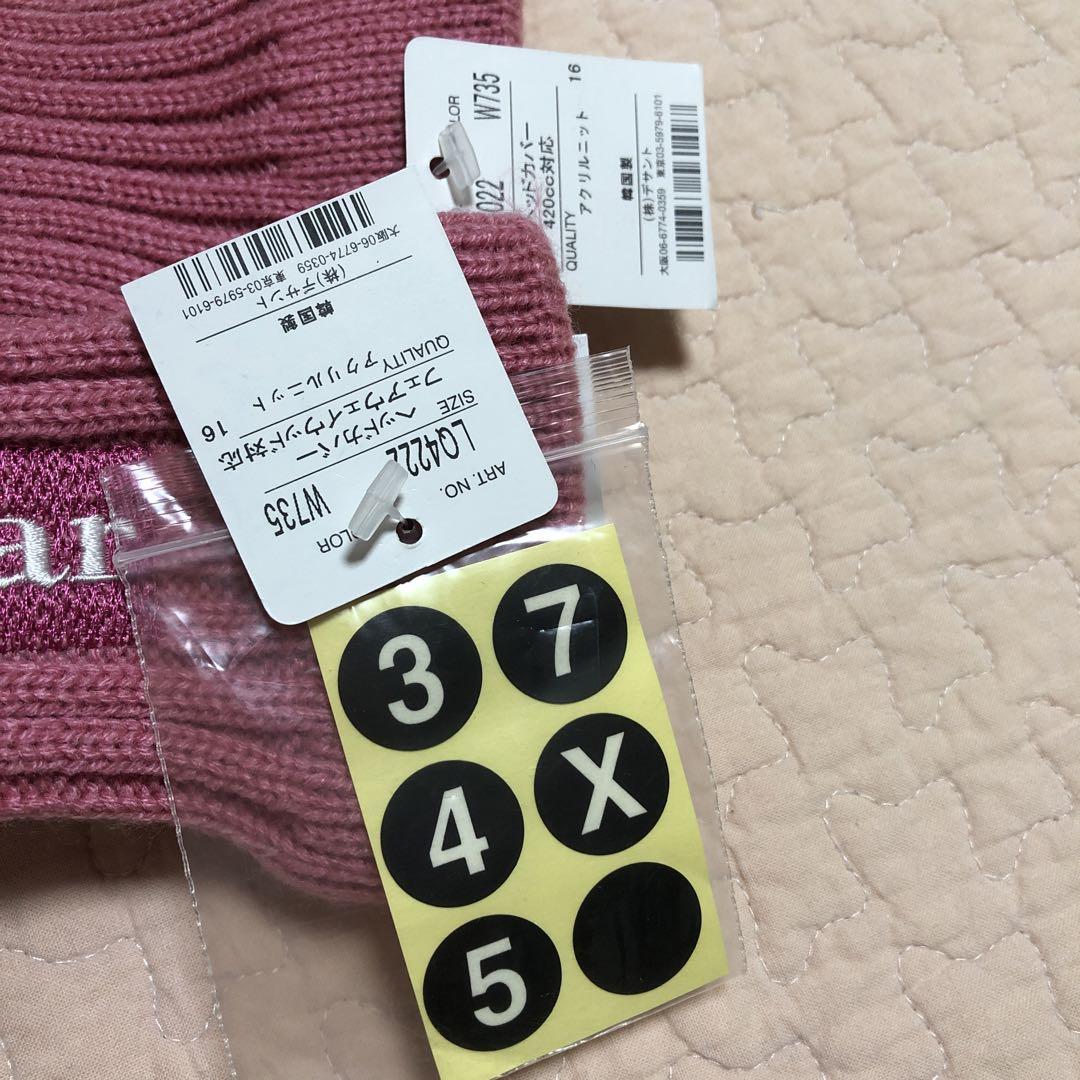 COLOR
W735
022
ッドカバー
420cc対応
QUALITY
アクリルニット 16
韓国製
(株)デサント
大阪06-6774-0359 東京03-5979-6101
ART. NO.
COLOR
LQ4222
W735
SIZE
ヘッドカバー
フェアウェイウッド対応
QUALITY アクリルニット 16
韓国製
(株)デサント
大阪06-6774-0359 東京03-5979-6101
ar
3 7
4 X
5